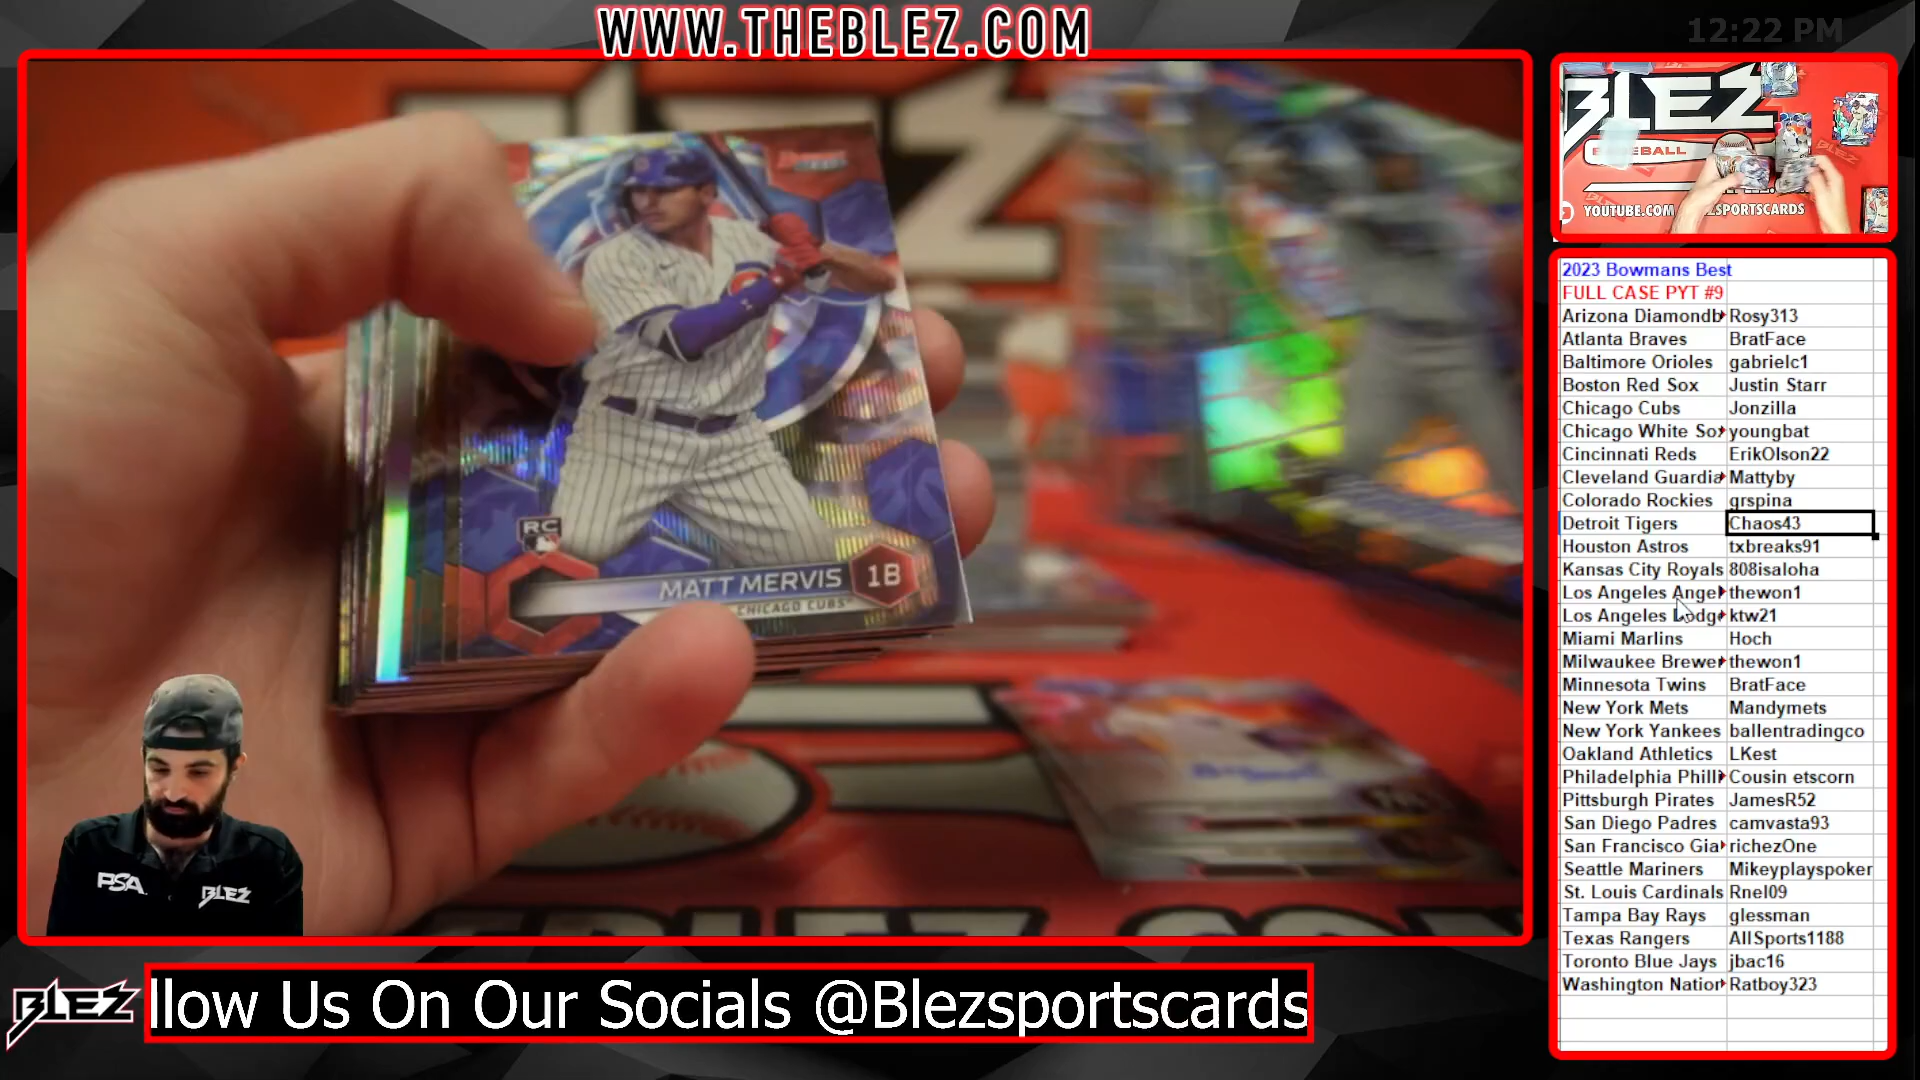 WWW.THEBLEZ.COM
12:22 PM
RC
MATT MERVIS 1B
CHICAGO CUBS
PSA
BLEZ
BLEZ
BLEZ
YOUTUBE.COM
2023 Bowmans Best
FULL CASE PYT #9
Arizona Diamondb Rosy313
Atlanta Braves BratFace
Baltimore Orioles gabrielc1
Boston Red Sox Justin Starr
Chicago Cubs Jonzilla
Chicago White So youngbat
Cincinnati Reds ErikOlson22
Cleveland Guardia Mattyby
Colorado Rockies grspina
Detroit Tigers Chaos43
Houston Astros txbreaks91
Kansas City Royals 808isaloha
Los Angeles Angel thewon1
Los Angeles Dodg ktw21
Miami Marlins Hoch
Milwaukee Brewer thewon1
Minnesota Twins BratFace
New York Mets Mandymets
New York Yankees ballentradingco
Oakland Athletics LKest
Philadelphia Philli Cousin etscorn
Pittsburgh Pirates JamesR52
San Diego Padres camvasta93
San Francisco Gia richezOne
Seattle Mariners Mikeyplayspoker
St. Louis Cardinals Rnel09
Tampa Bay Rays glessman
Texas Rangers AllSports1188
Toronto Blue Jays jbac16
Washington Nation Ratboy323
BLEZ
llow Us On Our Socials @Blezsportscards